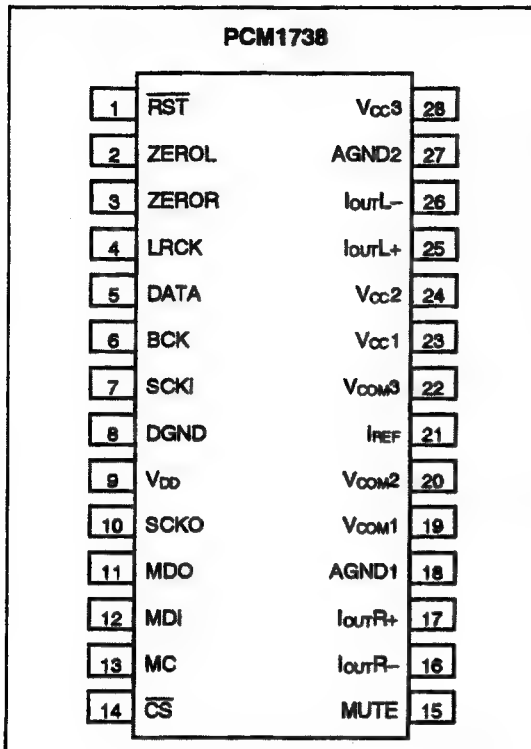 PCM1738
1 R̅S̅T̅ VCC3 28
2 ZEROL AGND2 27
3 ZEROR IOUTL– 26
4 LRCK IOUTL+ 25
5 DATA VCC2 24
6 BCK VCC1 23
7 SCKI VCOM3 22
8 DGND IREF 21
9 VDD VCOM2 20
10 SCKO VCOM1 19
11 MDO AGND1 18
12 MDI IOUTR+ 17
13 MC IOUTR– 16
14 C̅S̅ MUTE 15